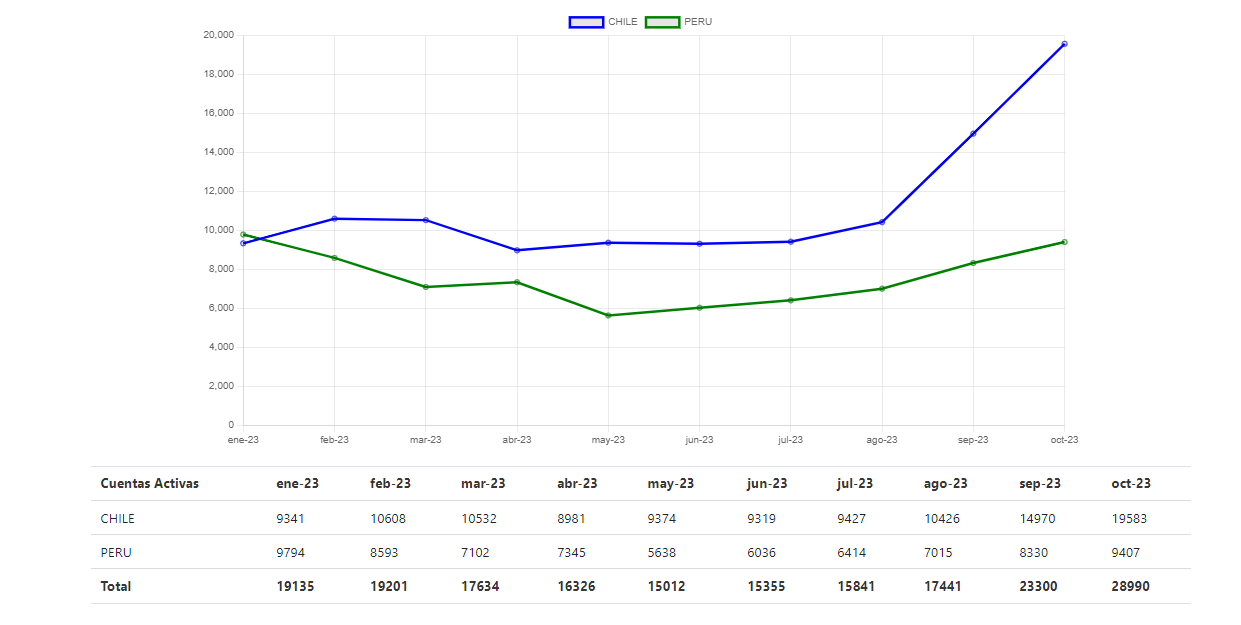 CHILE PERU
20,000
18,000
16,000
14,000
12,000
10,000
8,000
6,000
4,000
2,000
0
ene-23 feb-23 mar-23 abr-23 may-23 jun-23 jul-23 ago-23 sep-23 oct-23
Cuentas Activas ene-23 feb-23 mar-23 abr-23 may-23 jun-23 jul-23 ago-23 sep-23 oct-23
CHILE 9341 10608 10532 8981 9374 9319 9427 10426 14970 19583
PERU 9794 8593 7102 7345 5638 6036 6414 7015 8330 9407
Total 19135 19201 17634 16326 15012 15355 15841 17441 23300 28990